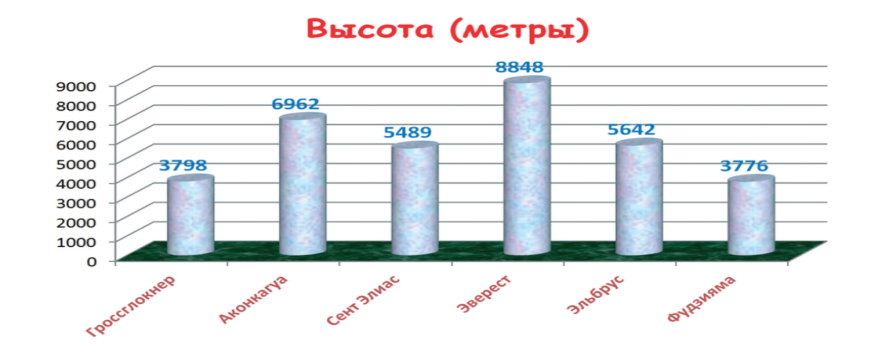 Высота (метры)
9000
8000
7000
6000
5000
4000
3000
2000
1000
0
3798
6962
5489
8848
5642
3776
Гроссглокнер
Аконкагуа
Сент Элиас
Эверест
Эльбрус
Фудзияма